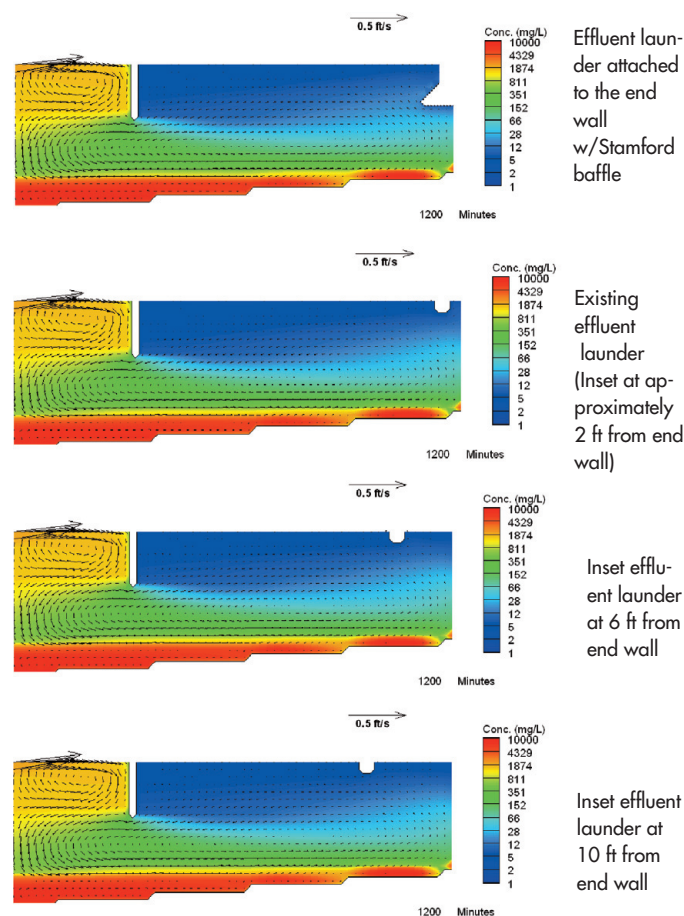 0.5 ft/s
Conc. (mg/L)
10000
4329
1874
811
351
152
66
28
12
5
2
1
1200 Minutes
Effluent laun-
der attached
to the end
wall
w/Stamford
baffle
0.5 ft/s
Conc. (mg/L)
10000
4329
1874
811
351
152
66
28
12
5
2
1
1200 Minutes
Existing
effluent
launder
(Inset at ap-
proximately
2 ft from end
wall)
0.5 ft/s
Conc. (mg/L)
10000
4329
1874
811
351
152
66
28
12
5
2
1
1200 Minutes
Inset efflu-
ent launder
at 6 ft from
end wall
0.5 ft/s
Conc. (mg/L)
10000
4329
1874
811
351
152
66
28
12
5
2
1
1200 Minutes
Inset effluent
launder at
10 ft from
end wall